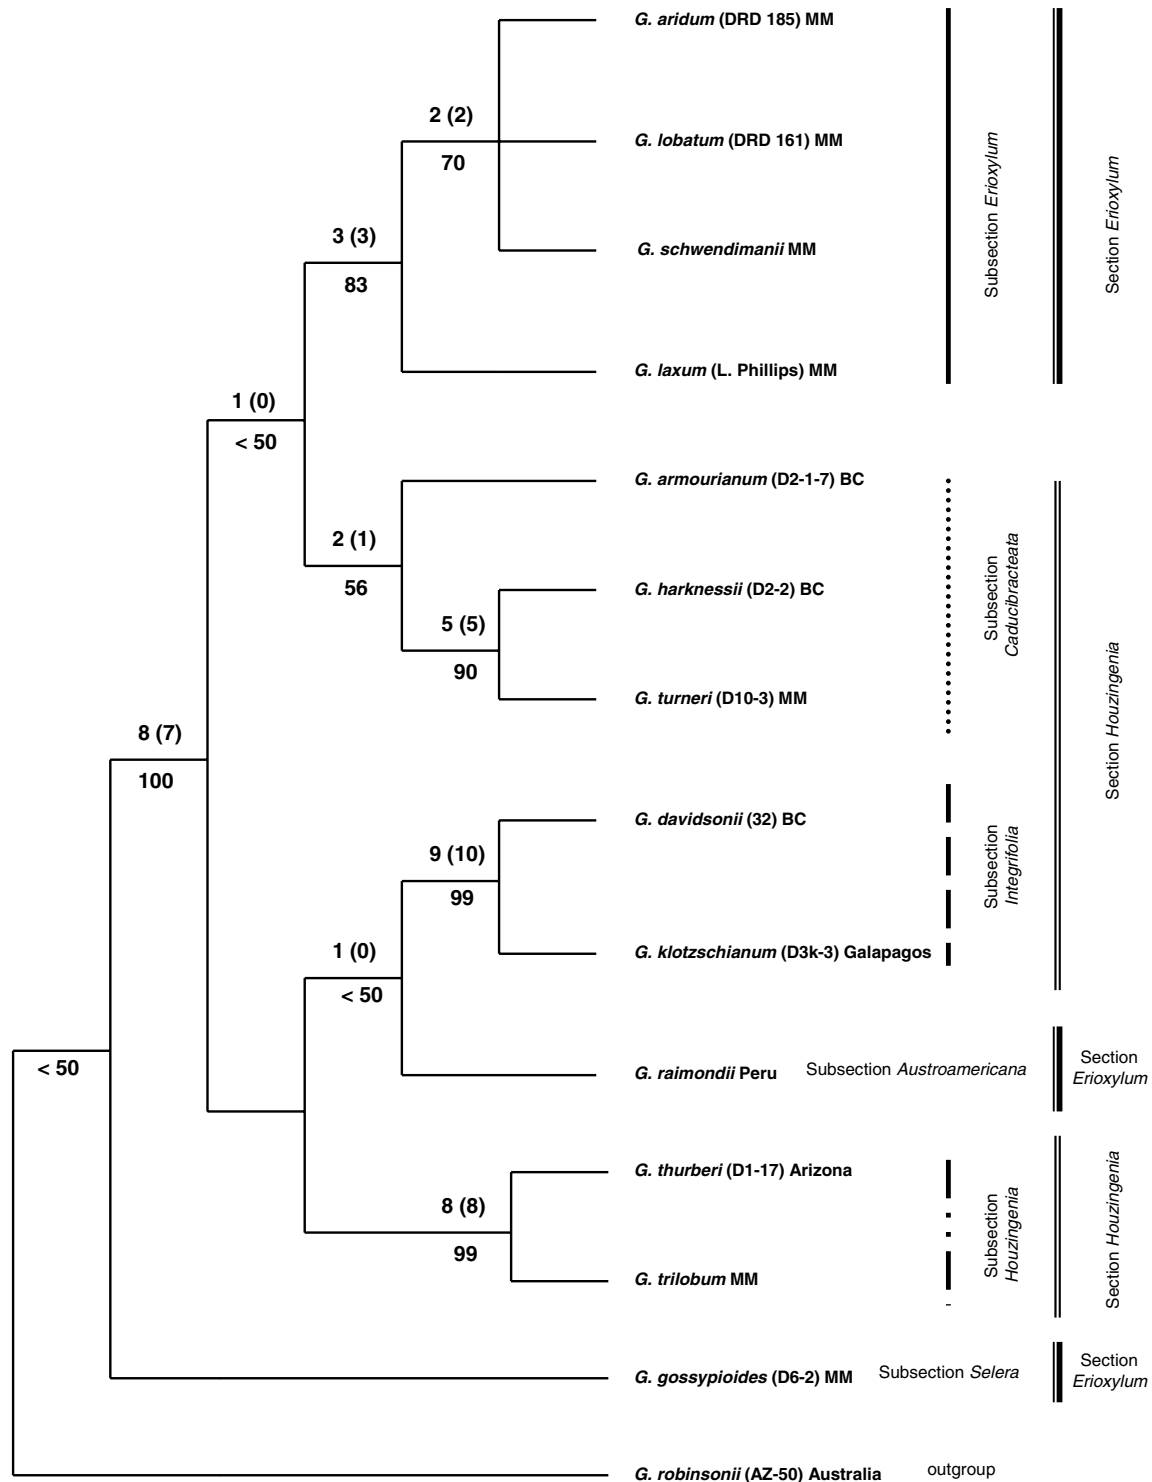 G. aridum (DRD 185) MM
2 (2)
70
G. lobatum (DRD 161) MM
3 (3)
83
G. schwendimanii MM
G. laxum (L. Phillips) MM
Subsection Erioxylum
Section Erioxylum
1 (0)
< 50
G. armourianum (D2-1-7) BC
2 (1)
56
G. harknessii (D2-2) BC
5 (5)
90
G. turneri (D10-3) MM
Subsection
Caducibracteata
Section Houzingenia
8 (7)
100
G. davidsonii (32) BC
9 (10)
99
G. klotzschianum (D3k-3) Galapagos
Subsection
Integrifolia
1 (0)
< 50
< 50
G. raimondii Peru
Subsection Austroamericana
Section
Erioxylum
G. thurberi (D1-17) Arizona
8 (8)
99
G. trilobum MM
Subsection
Houzingenia
Section Houzingenia
G. gossypioides (D6-2) MM
Subsection Selera
Section
Erioxylum
G. robinsonii (AZ-50) Australia
outgroup